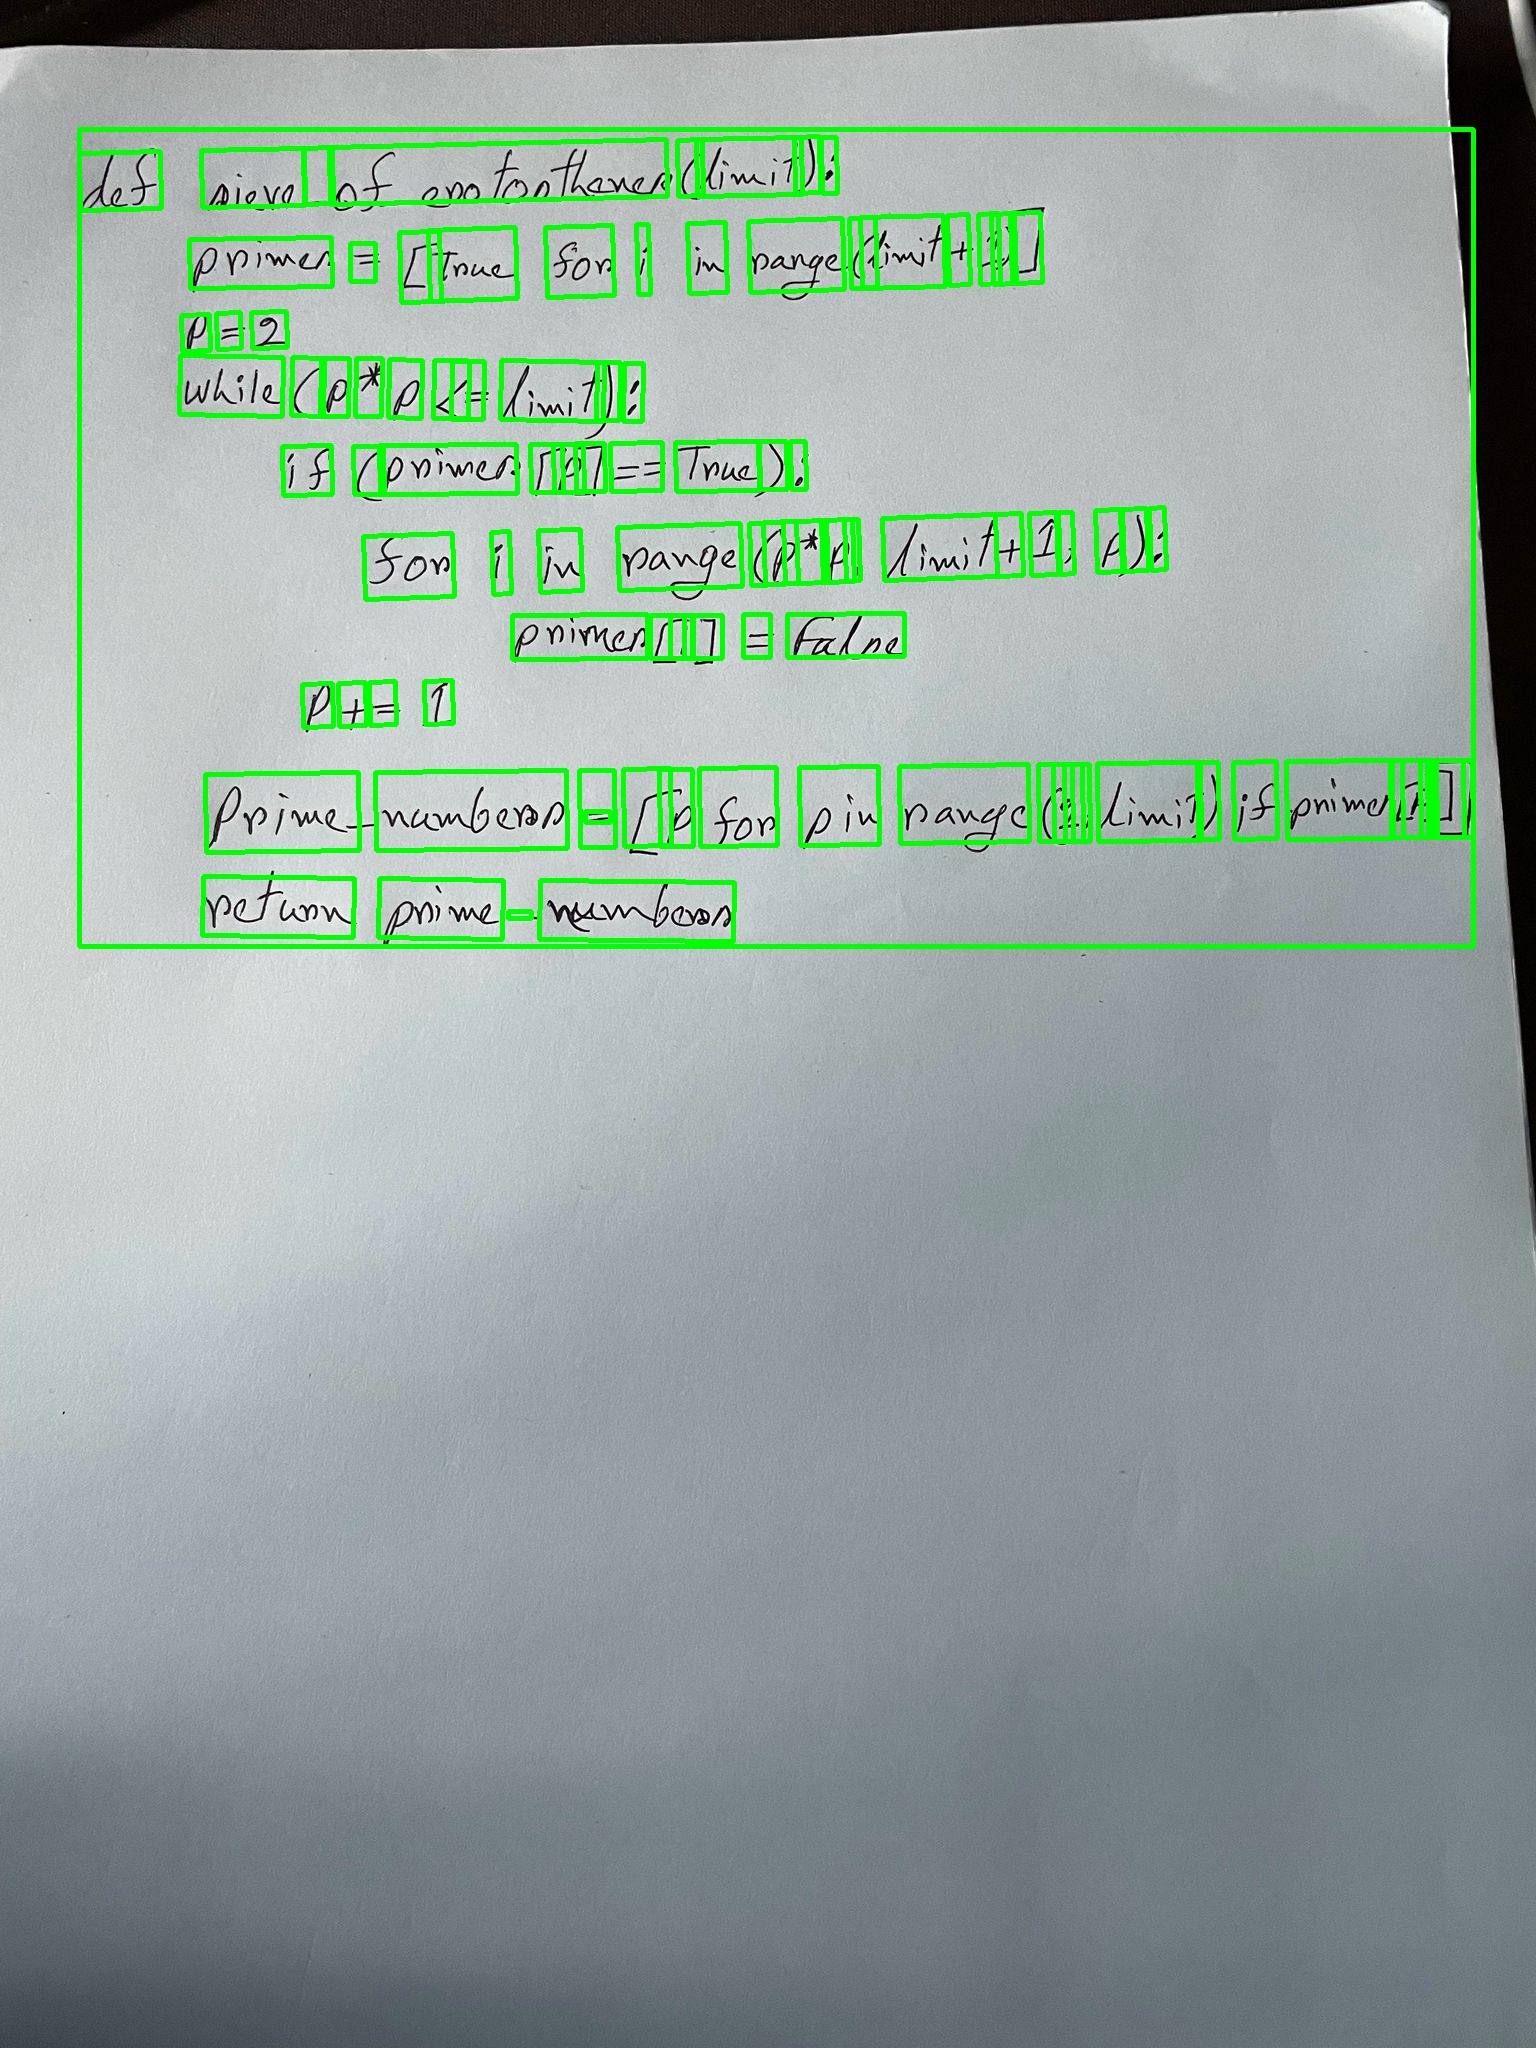 def sieve_of_eratosthenes(limit):
primes = [True for i in range(limit+1)]
p = 2
while (p*p <= limit):
if (primes[p] == True):
for i in range(p*p, limit+1, p):
primes[i] = False
p += 1
Prime_numbers = [p for p in range(2, limit) if primes[p]]
return prime_numbers